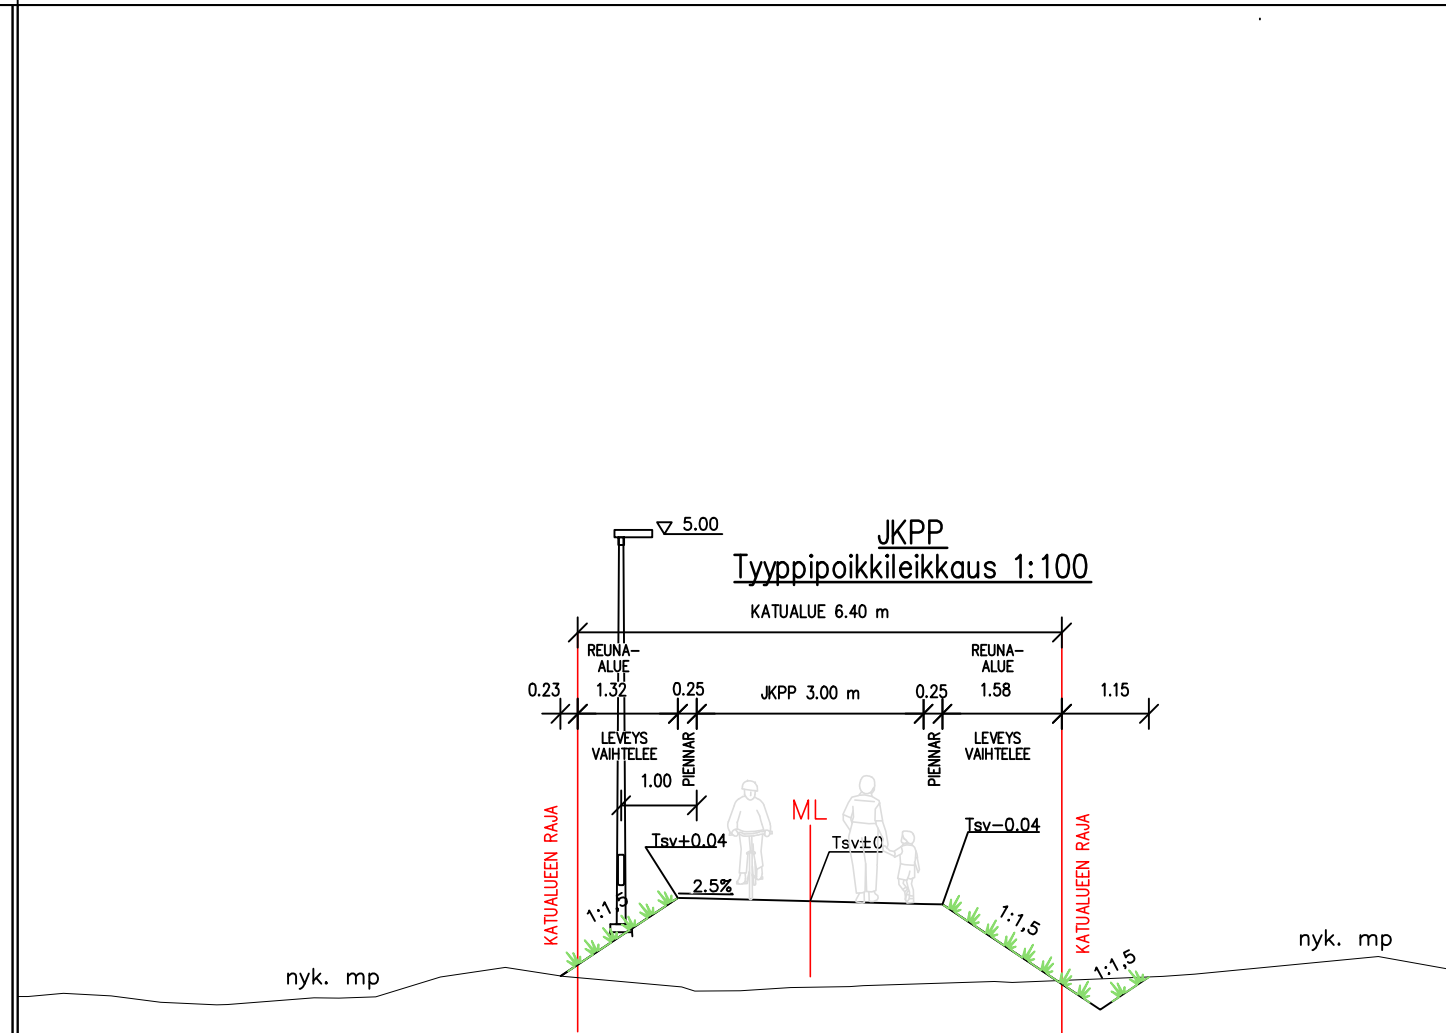 5.00
JKPP
Tyyppipoikkileikkaus 1:100
KATUALUE 6.40 m
REUNA-
ALUE
REUNA-
ALUE
0.23
1.32
0.25
JKPP 3.00 m
0.25
1.58
1.15
LEVEYS
VAIHTELEE
PIENNAR
PIENNAR
LEVEYS
VAIHTELEE
1.00
KATUALUEEN RAJA
ML
KATUALUEEN RAJA
Tsv+0.04
Tsv±0
Tsv-0.04
2.5%
1:1,5
1:1,5
1:1,5
nyk. mp
nyk. mp